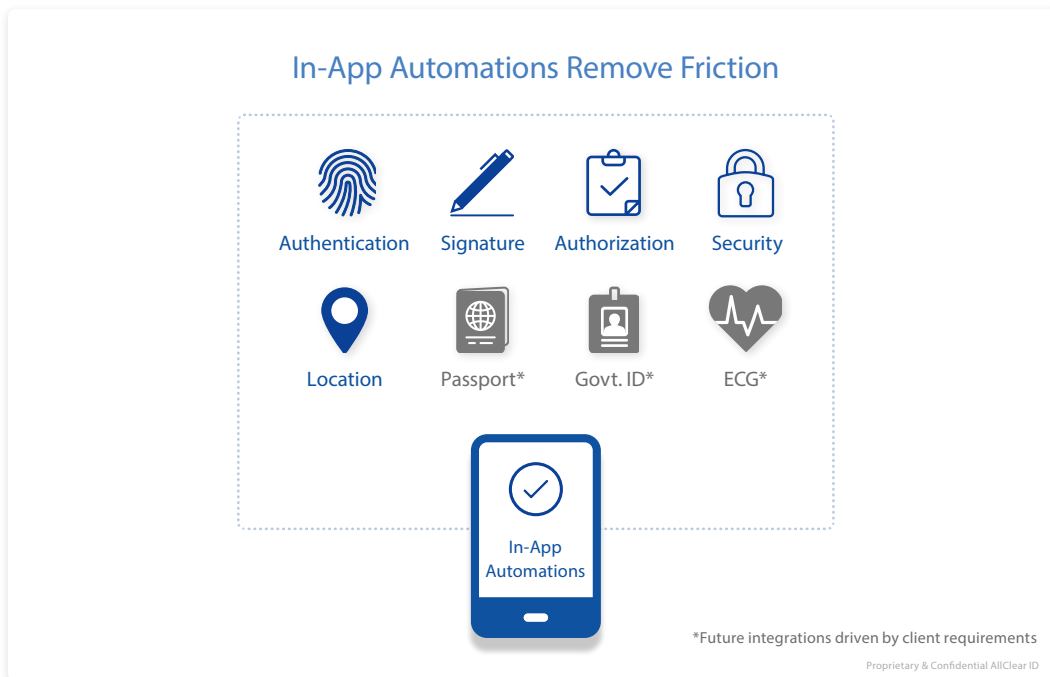 In-App Automations Remove Friction
Authentication Signature Authorization Security
Location Passport* Govt. ID* ECG*
In-App
Automations
*Future integrations driven by client requirements
Proprietary & Confidential AllClear ID